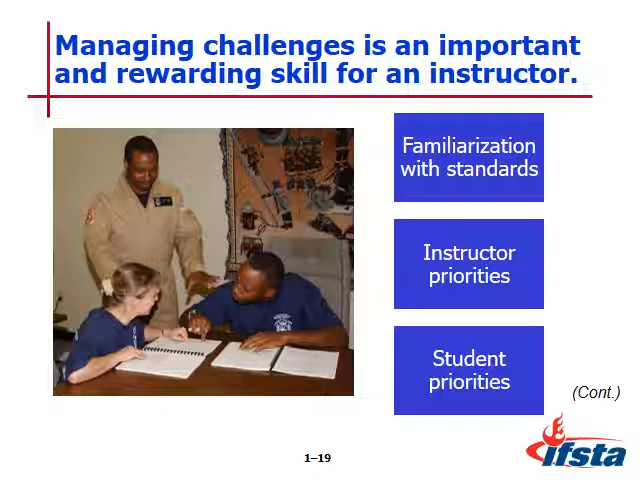 Managing challenges is an important
and rewarding skill for an instructor.
Familiarization
with standards
Instructor
priorities
Student
priorities
(Cont.)
1–19
ifsta